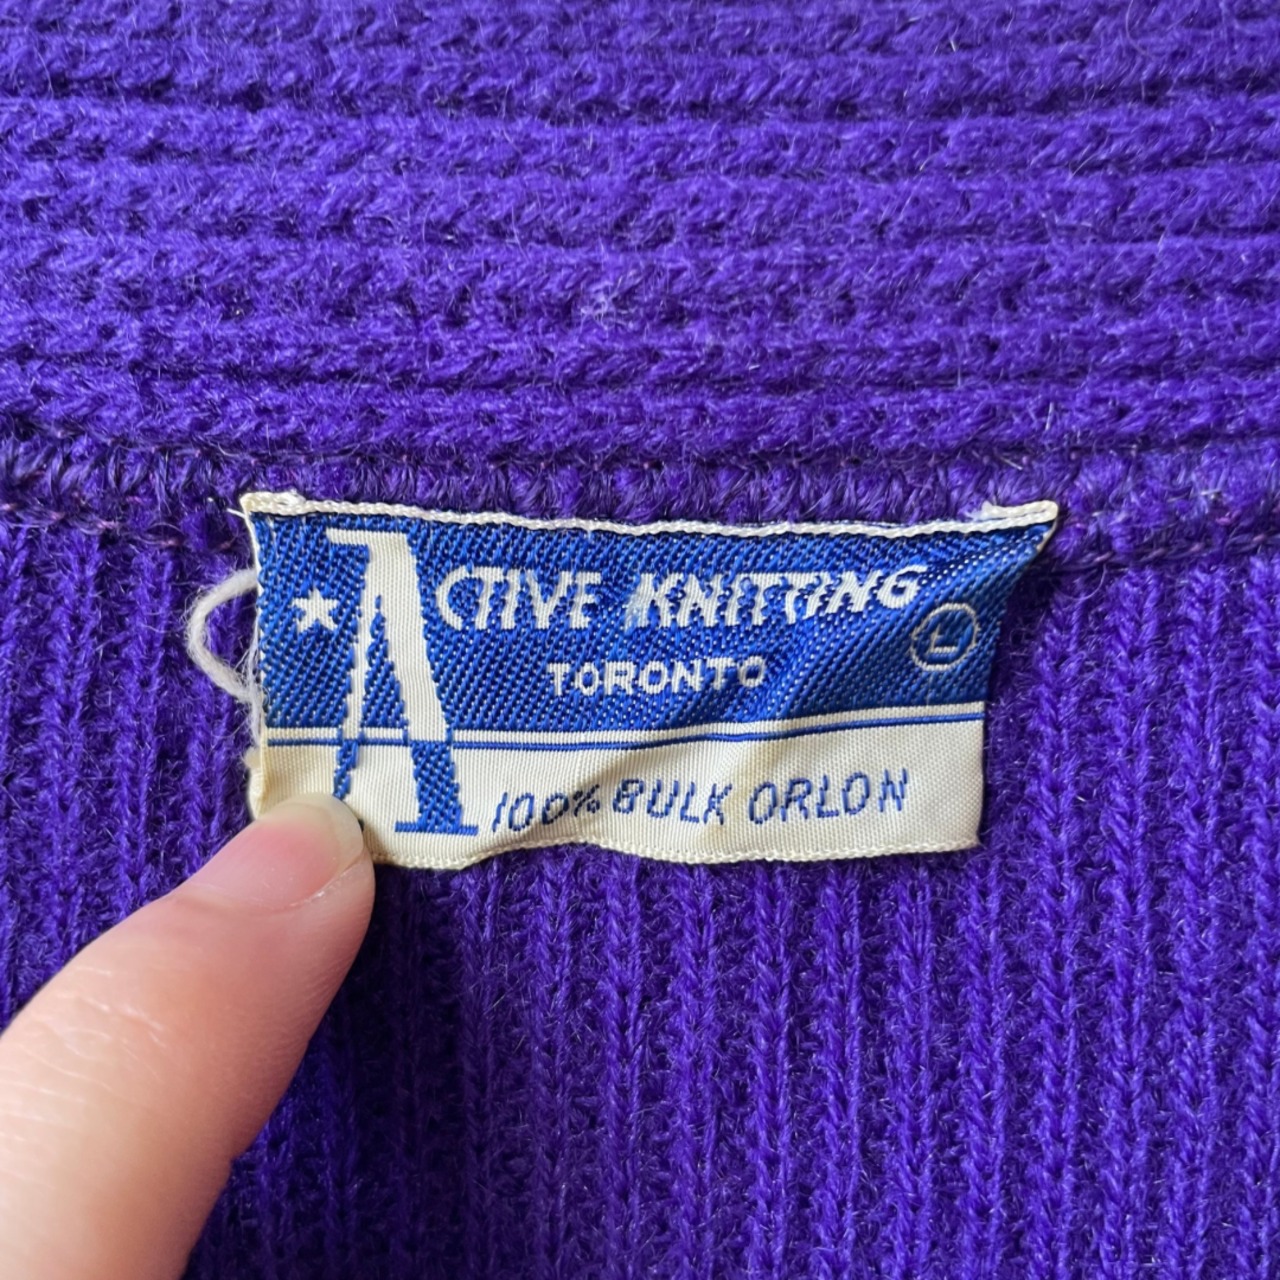 ACTIVE KNITTING
L
TORONTO
100% BULK ORLON